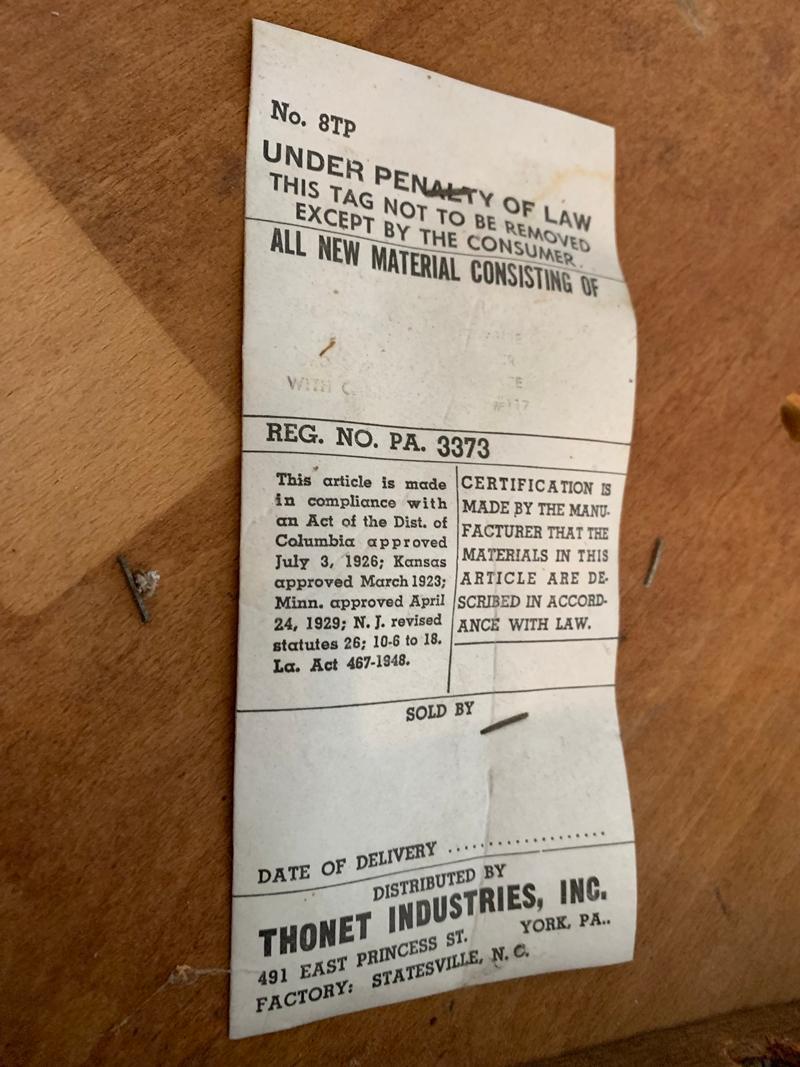 No. 8TP
UNDER PENALTY OF LAW
THIS TAG NOT TO BE REMOVED
EXCEPT BY THE CONSUMER.
ALL NEW MATERIAL CONSISTING OF
WITH
REG. NO. PA. 3373
This article is made
in compliance with
an Act of the Dist. of
Columbia approved
July 3, 1926; Kansas
approved March 1923;
Minn. approved April
24, 1929; N. J. revised
statutes 26; 10-6 to 18.
La. Act 467-1948.
CERTIFICATION IS
MADE BY THE MANU-
FACTURER THAT THE
MATERIALS IN THIS
ARTICLE ARE DE-
SCRIBED IN ACCORD-
ANCE WITH LAW.
SOLD BY
DATE OF DELIVERY ....................
DISTRIBUTED BY
THONET INDUSTRIES, INC.
491 EAST PRINCESS ST. YORK, PA..
FACTORY: STATESVILLE, N. C.